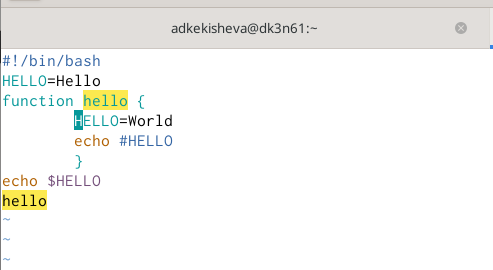 adkekisheva@dk3n61:~
#!/bin/bash
HELLO=Hello
function hello {
        HELLO=World
        echo #HELLO
        }
echo $HELLO
hello
~
~
~